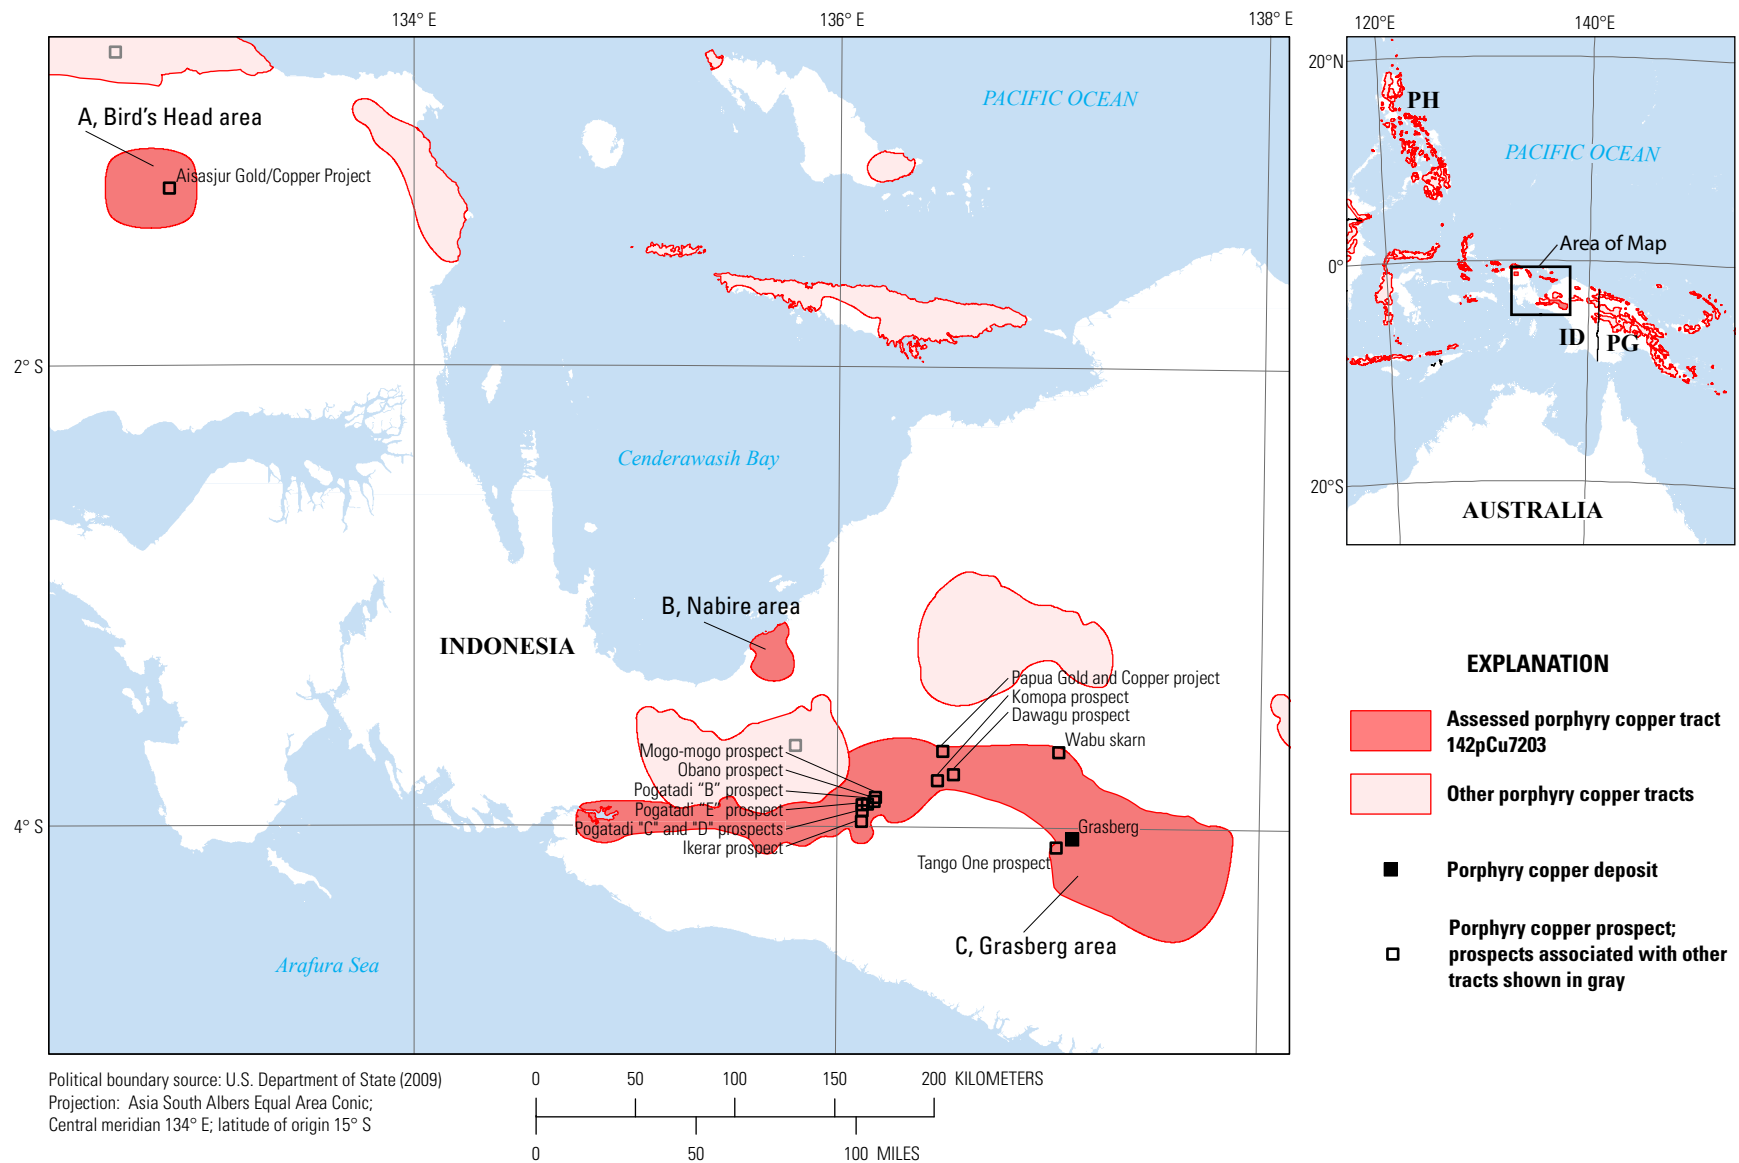 134° E
136° E
138° E
120°E
140°E
20°N
0°
20°S
2° S
4° S
A, Bird's Head area
Aisasjur Gold/Copper Project
PACIFIC OCEAN
Cenderawasih Bay
B, Nabire area
INDONESIA
Papua Gold and Copper project
Komopa prospect
Dawagu prospect
Wabu skarn
Mogo-mogo prospect
Obano prospect
Pogatadi “B” prospect
Pogatadi “E” prospect
Pogatadi "C" and "D" prospects
Ikerar prospect
Grasberg
Tango One prospect
C, Grasberg area
Arafura Sea
PH
PACIFIC OCEAN
Area of Map
ID
PG
AUSTRALIA
EXPLANATION
Assessed porphyry copper tract
142pCu7203
Other porphyry copper tracts
Porphyry copper deposit
Porphyry copper prospect;
prospects associated with other
tracts shown in gray
Political boundary source: U.S. Department of State (2009)
Projection: Asia South Albers Equal Area Conic;
Central meridian 134° E; latitude of origin 15° S
0 50 100 150 200 KILOMETERS
0 50 100 MILES